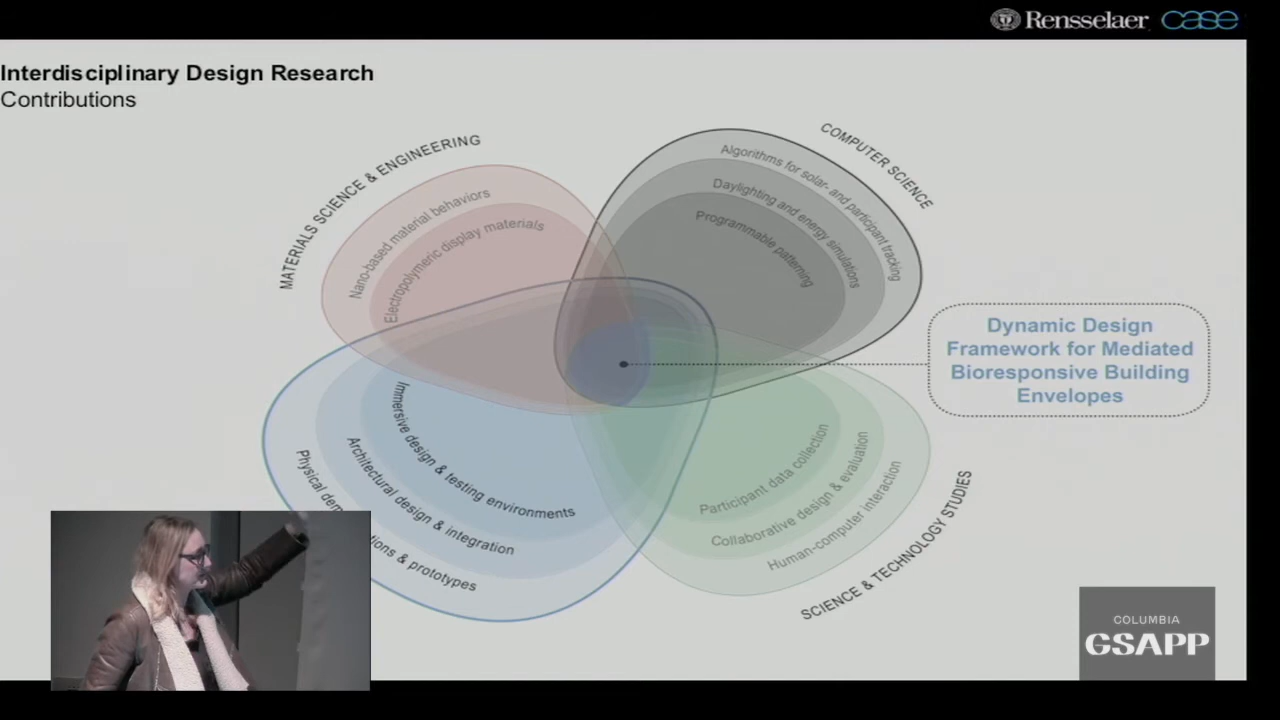 Rensselaer case
Interdisciplinary Design Research
Contributions
MATERIALS SCIENCE & ENGINEERING
Nano-based material behaviors
Electropolymeric display materials
COMPUTER SCIENCE
Algorithms for solar- and participant tracking
Daylighting and energy simulations
Programmable patterning
Dynamic Design
Framework for Mediated
Bioresponsive Building
Envelopes
Immersive design & testing environments
Architectural design & integration
Physical
& prototypes
Participant data collection
Collaborative design & evaluation
Human-computer interaction
SCIENCE & TECHNOLOGY STUDIES
COLUMBIA
GSAPP